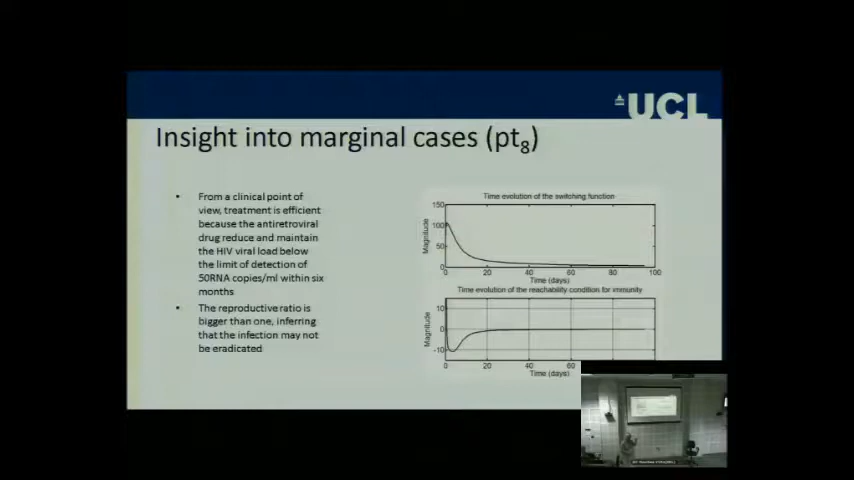 UCL
Insight into marginal cases (pt8)
• From a clinical point of
view, treatment is efficient
because the antiretroviral
drug reduce and maintain
the HIV viral load below
the limit of detection of
50RNA copies/ml within six
months
• The reproductive ratio is
bigger than one, inferring
that the infection may not
be eradicated
Time evolution of the switching function
Magnitude
150
100
50
0
0 20 40 60 80 100
Time (days)
Time evolution of the reachability condition for immunity
Magnitude
10
0
-10
0 20 40 60
Time (days)